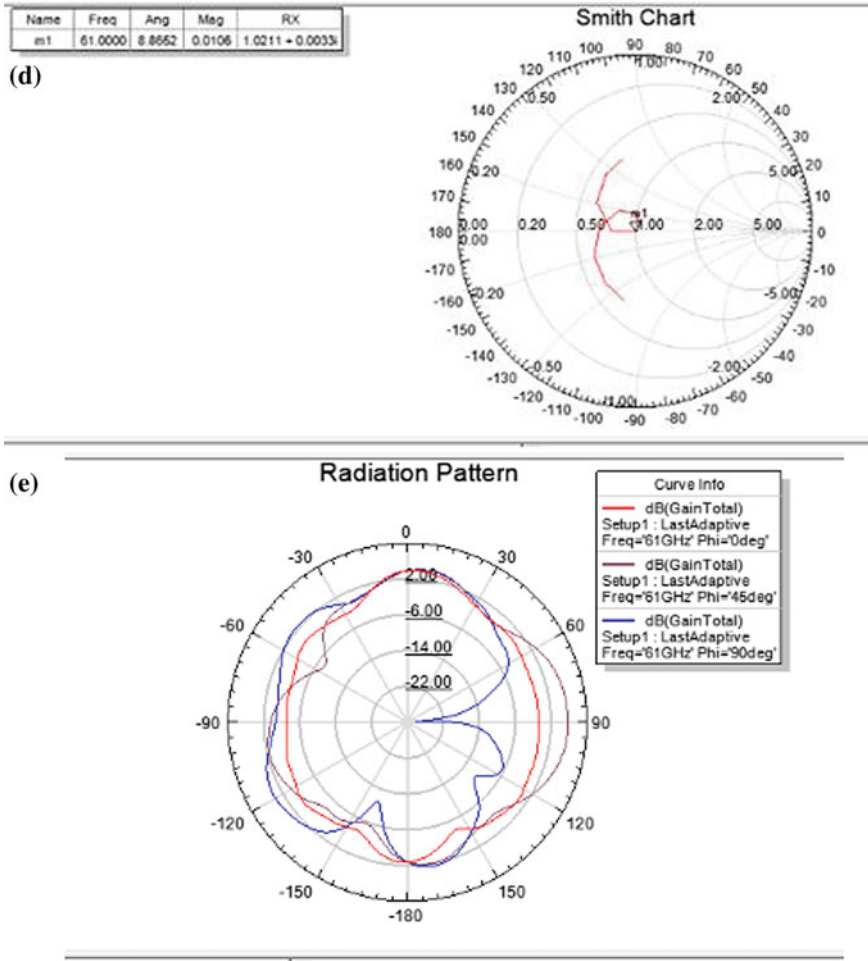 Name Freq Ang Mag RX
m1 61.0000 8.8652 0.0106 1.0211 + 0.0033i
(d)
Smith Chart
90
100 80
110 70
120 60
130 50
140 40
150 30
160 20
170 10
180 0
-170 -10
-160 -20
-150 -30
-140 -40
-130 -50
-120 -60
-110 -70
-100 -80
-90
1.00
0.50 2.00
0.20 5.00
m1
0.00 0.20 0.50 1.00 2.00 5.00
0.00
-0.20 -5.00
-0.50 -2.00
-1.00
(e)
Radiation Pattern
0
-30 30
-60 60
-90 90
-120 120
-150 150
-180
2.00
-6.00
-14.00
-22.00
Curve Info
dB(GainTotal)
Setup1 : LastAdaptive
Freq='61GHz' Phi='0deg'
dB(GainTotal)
Setup1 : LastAdaptive
Freq='61GHz' Phi='45deg'
dB(GainTotal)
Setup1 : LastAdaptive
Freq='61GHz' Phi='90deg'